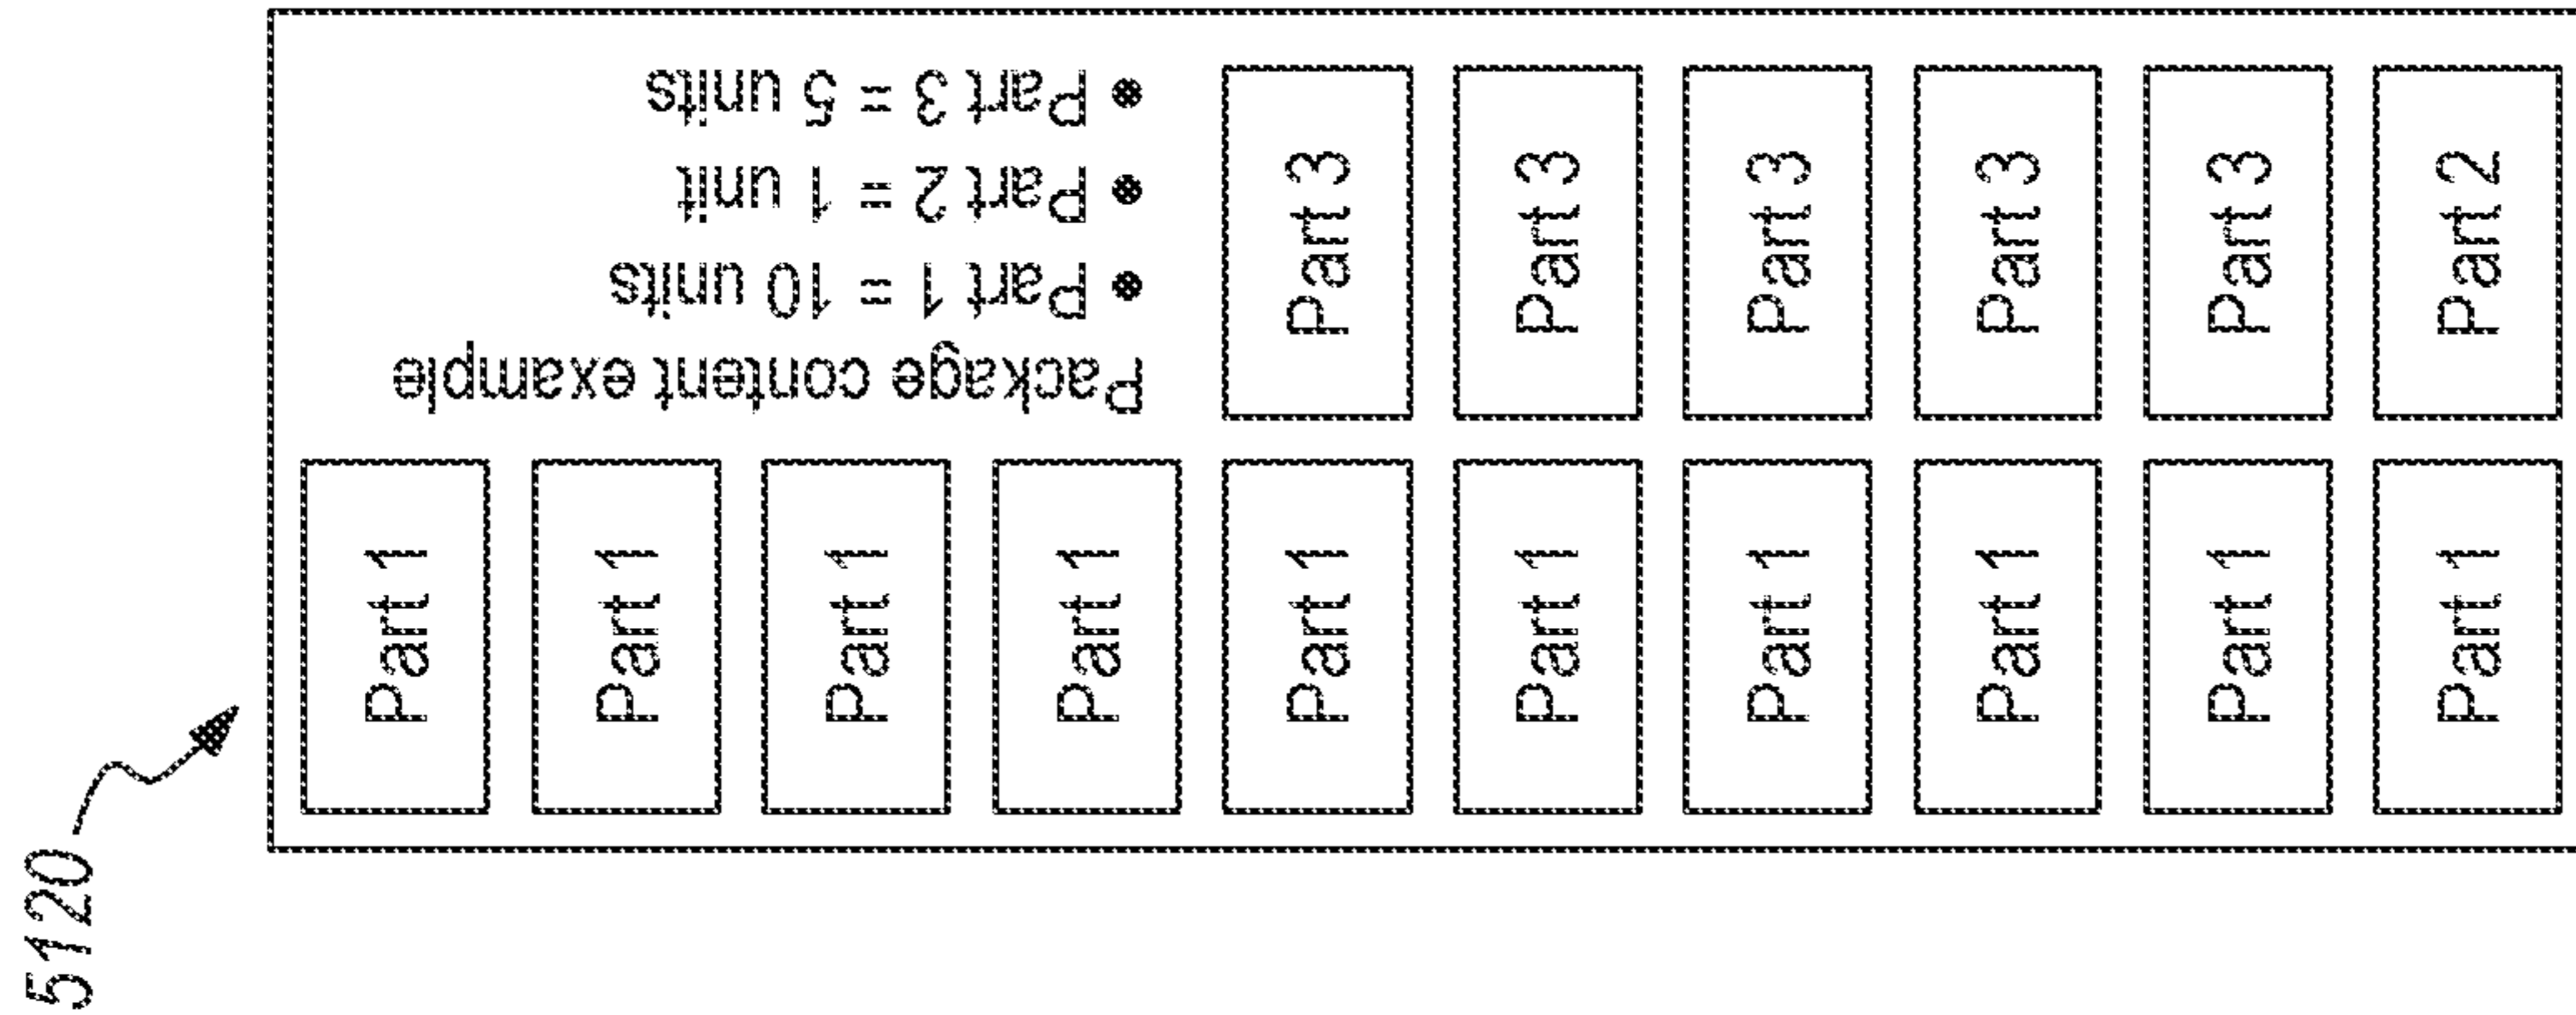 5120
Package content example
• Part 1 = 10 units
• Part 2 = 1 unit
• Part 3 = 5 units
Part 3
Part 3
Part 3
Part 3
Part 3
Part 2
Part 1
Part 1
Part 1
Part 1
Part 1
Part 1
Part 1
Part 1
Part 1
Part 1